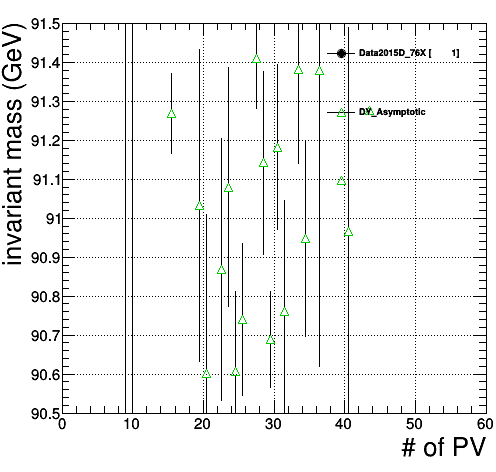 91.5
91.4
91.3
91.2
91.1
91
90.9
90.8
90.7
90.6
90.5
invariant mass (GeV)
Data2015D_76X [ 1]
DY_Asymptotic
0 10 20 30 40 50 60
# of PV